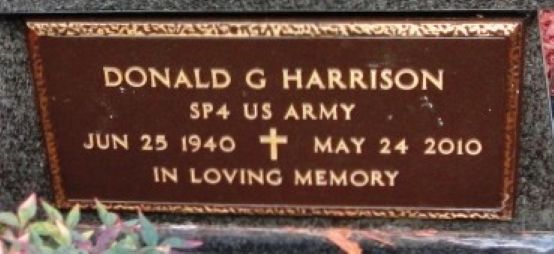 DONALD G HARRISON
SP4 US ARMY
JUN 25 1940 MAY 24 2010
IN LOVING MEMORY